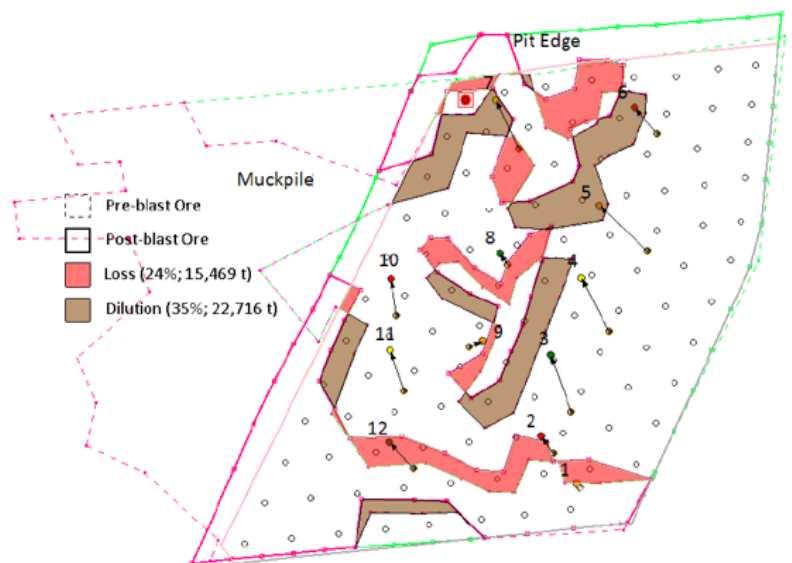 Pit Edge
7
6
Muckpile
5
Pre-blast Ore
Post-blast Ore
Loss (24%; 15,469 t)
Dilution (35%; 22,716 t)
8
10
4
11
9
3
2
12
1